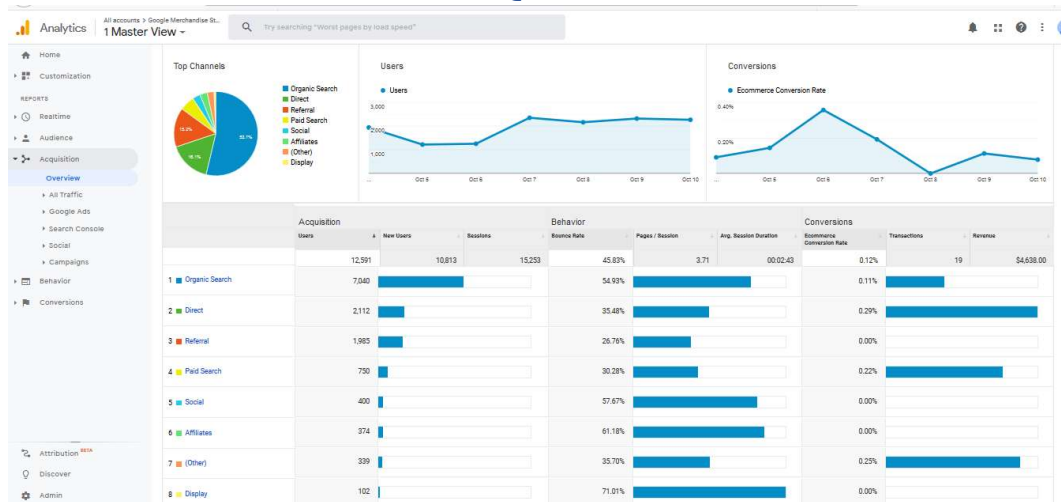 Analytics
All accounts > Google Merchandise St...
1 Master View
Try searching "Worst pages by load speed"
Home
Customization
REPORTS
Realtime
Audience
Acquisition
Overview
All Traffic
Google Ads
Search Console
Social
Campaigns
Behavior
Conversions
Attribution BETA
Discover
Admin
Top Channels
Organic Search
Direct
Referral
Paid Search
Social
Affiliates
(Other)
Display
Users
Users
3,000
2,000
1,000
... Oct 5 Oct 6 Oct 7 Oct 8 Oct 9 Oct 10
Conversions
Ecommerce Conversion Rate
0.40%
0.20%
... Oct 5 Oct 6 Oct 7 Oct 8 Oct 9 Oct 10
Acquisition Behavior Conversions
Users New Users Sessions Bounce Rate Pages / Session Avg. Session Duration Ecommerce Conversion Rate Transactions Revenue
12,591 10,813 15,253 45.83% 3.71 00:02:43 0.12% 19 $4,638.00
1 Organic Search 7,040 54.93% 0.11%
2 Direct 2,112 35.48% 0.29%
3 Referral 1,985 26.76% 0.00%
4 Paid Search 750 30.28% 0.22%
5 Social 400 57.67% 0.00%
6 Affiliates 374 61.18% 0.00%
7 (Other) 339 35.70% 0.25%
8 Display 102 71.01% 0.00%